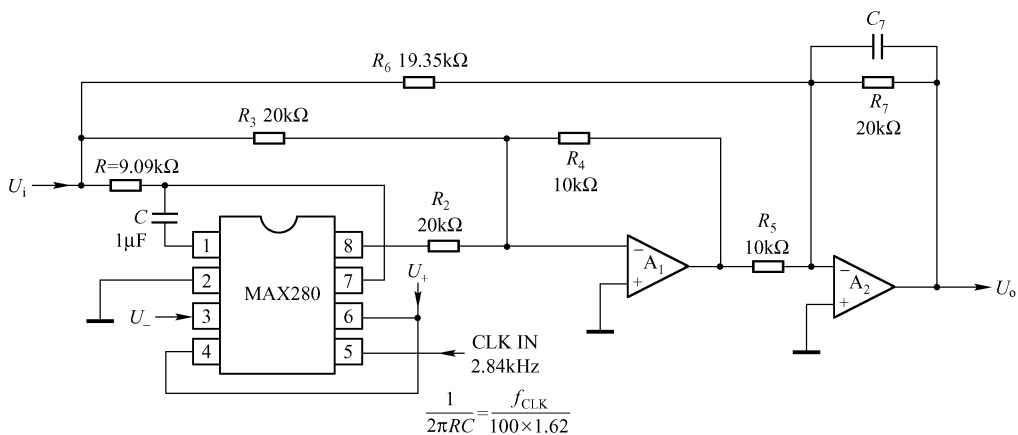 C₇
R₆ 19.35kΩ
R₇
20kΩ
R₃ 20kΩ
R₄
10kΩ
R=9.09kΩ
Uᵢ
C
1μF
R₂
20kΩ
R₅
10kΩ
1
2
3
4
MAX280
8
7
6
5
U₊
U₋
−
A₁
+
−
A₂
+
Uₒ
CLK IN
2.84kHz
1/(2πRC) = f_CLK/(100×1.62)